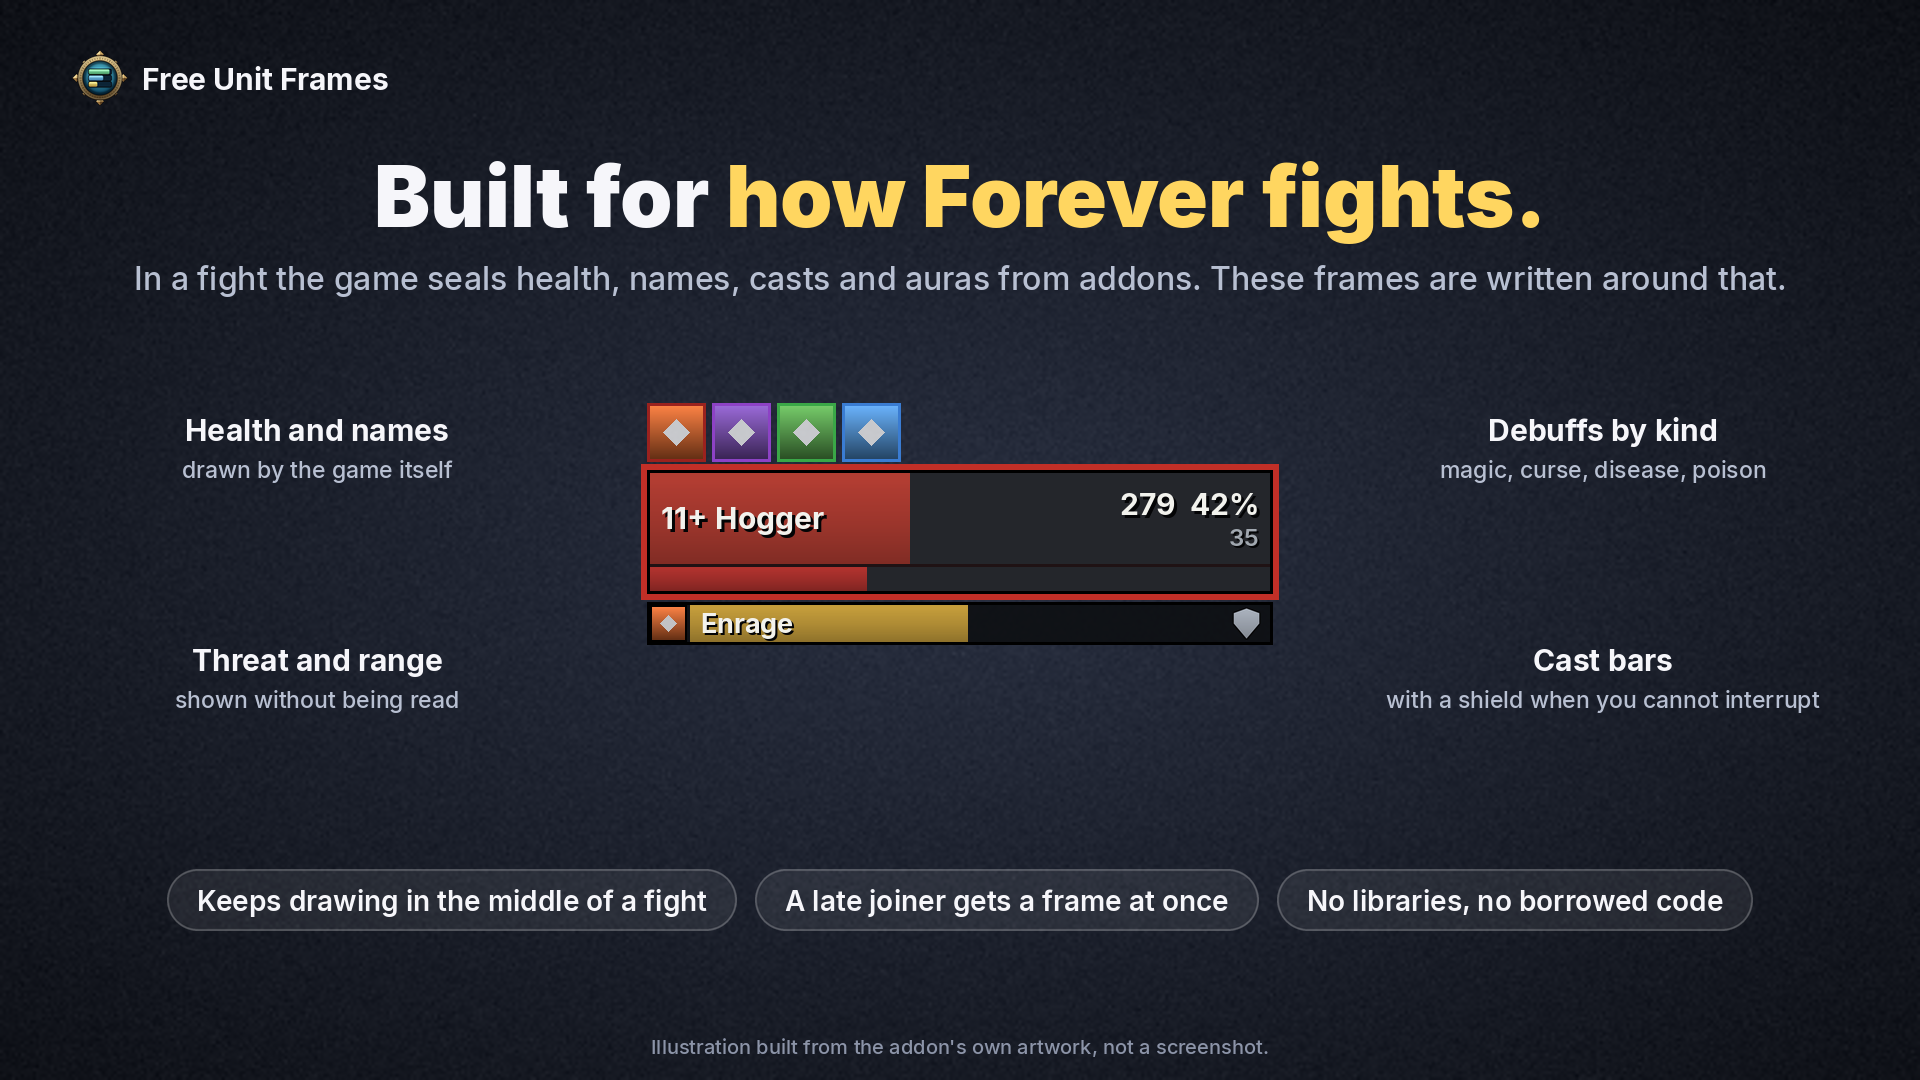 Free Unit Frames
Built for how Forever fights.
In a fight the game seals health, names, casts and auras from addons. These frames are written around that.
Health and names
drawn by the game itself
Debuffs by kind
magic, curse, disease, poison
11+ Hogger
279 42%
35
Enrage
Threat and range
shown without being read
Cast bars
with a shield when you cannot interrupt
Keeps drawing in the middle of a fight
A late joiner gets a frame at once
No libraries, no borrowed code
Illustration built from the addon's own artwork, not a screenshot.